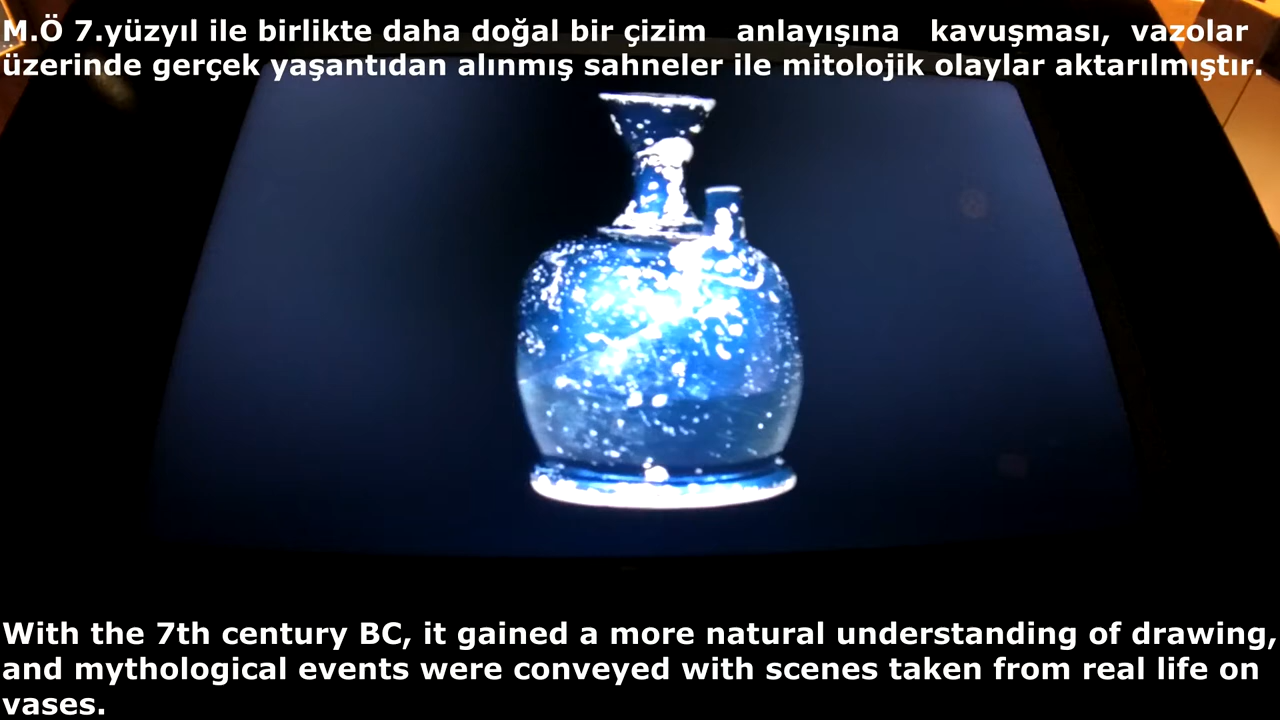 M.Ö 7.yüzyıl ile birlikte daha doğal bir çizim anlayışına kavuşması, vazolar
üzerinde gerçek yaşantıdan alınmış sahneler ile mitolojik olaylar aktarılmıştır.
With the 7th century BC, it gained a more natural understanding of drawing,
and mythological events were conveyed with scenes taken from real life on
vases.